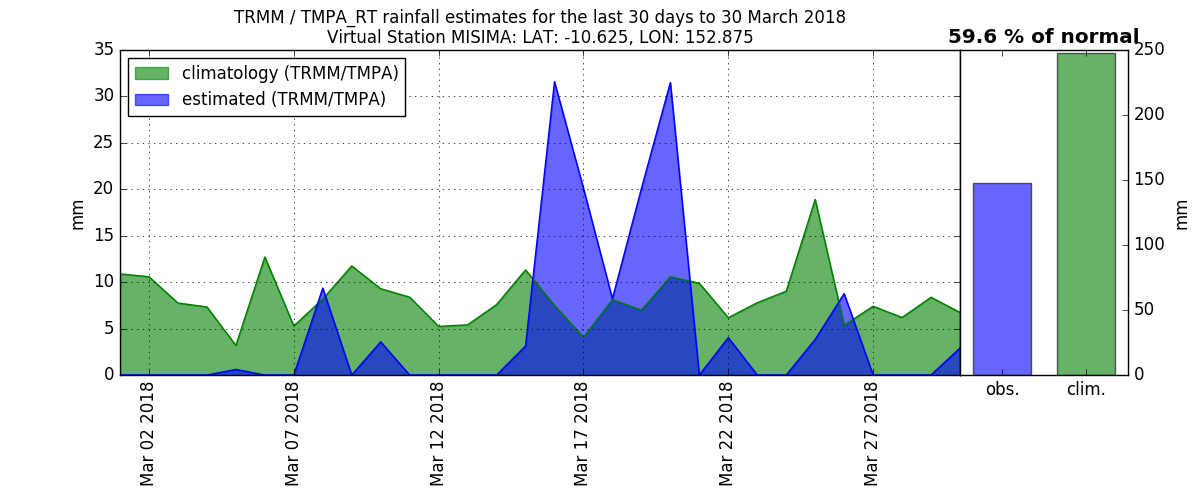 TRMM / TMPA_RT rainfall estimates for the last 30 days to 30 March 2018
Virtual Station MISIMA: LAT: -10.625, LON: 152.875
59.6 % of normal
climatology (TRMM/TMPA)
estimated (TRMM/TMPA)
35
30
25
20
15
10
5
0
mm
Mar 02 2018
Mar 07 2018
Mar 12 2018
Mar 17 2018
Mar 22 2018
Mar 27 2018
obs.
clim.
250
200
150
100
50
0
mm